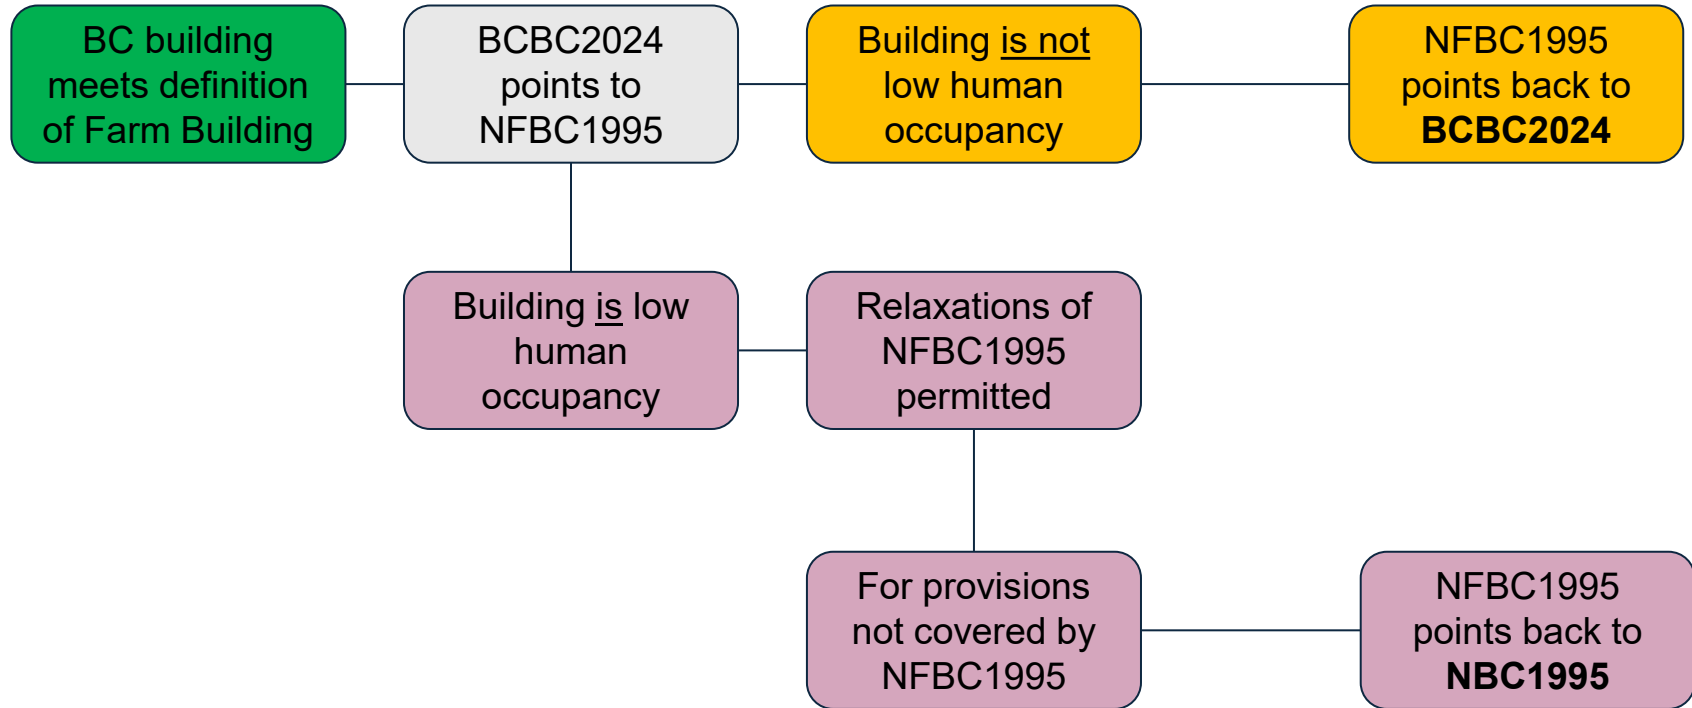 BC building
meets definition
of Farm Building
BCBC2024
points to
NFBC1995
Building is not
low human
occupancy
NFBC1995
points back to
BCBC2024
Building is low
human
occupancy
Relaxations of
NFBC1995
permitted
For provisions
not covered by
NFBC1995
NFBC1995
points back to
NBC1995